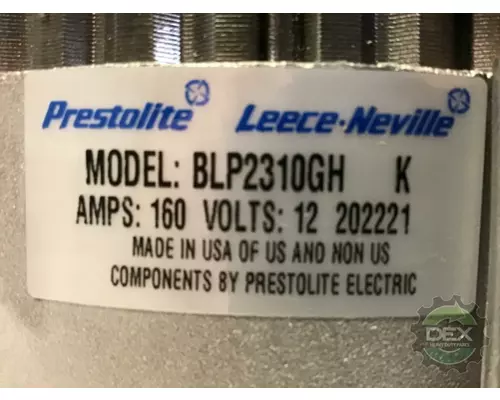 Prestolite Leece-Neville
MODEL: BLP2310GH K
AMPS: 160 VOLTS: 12 202221
MADE IN USA OF US AND NON US
COMPONENTS BY PRESTOLITE ELECTRIC
DEX